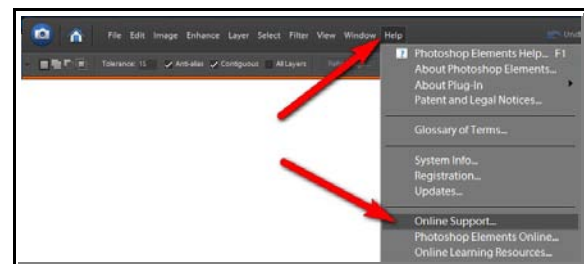 File Edit Image Enhance Layer Select Filter View Window Help
Tolerance: 15 Anti-alias Contiguous All Layers
Photoshop Elements Help... F1
About Photoshop Elements...
About Plug-In
Patent and Legal Notices...
Glossary of Terms...
System Info...
Registration...
Updates...
Online Support...
Photoshop Elements Online...
Online Learning Resources...